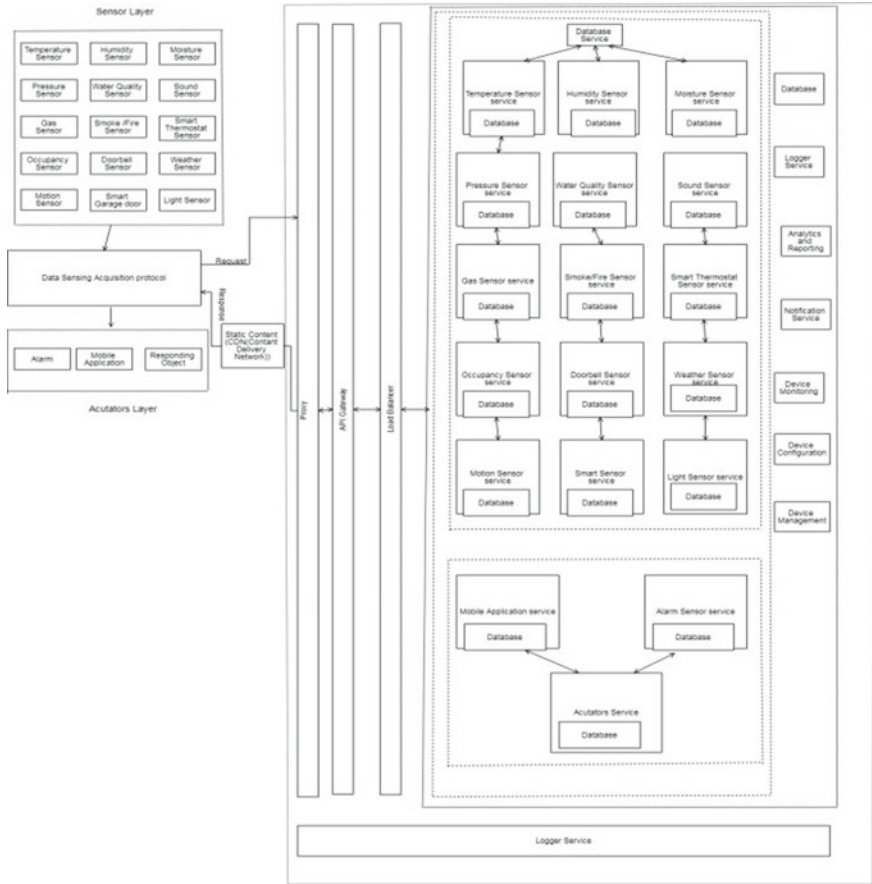 Sensor Layer
Temperature
Sensor
Humidity
Sensor
Moisture
Sensor
Pressure
Sensor
Water Quality
Sensor
Sound
Sensor
Gas
Sensor
Smoke /Fire
Sensor
Smart
Thermostat
Sensor
Occupancy
Sensor
Doorbell
Sensor
Weather
Sensor
Motion
Sensor
Smart
Garage door
Light Sensor
Data Sensing Acquisition protocol
Request
Response
Alarm
Mobile
Application
Responding
Object
Acutators Layer
Static Content
(CDN(Contant
Delivery
Network))
Proxy
API Gateway
Load Balancer
Database
Service
Temperature Sensor
service
Database
Humidity Sensor
service
Database
Moisture Sensor
service
Database
Pressure Sensor
service
Database
Water Quality Sensor
service
Database
Sound Sensor
service
Database
Gas Sensor service
Database
Smoke/Fire Sensor
service
Database
Smart Thermostat
Sensor service
Database
Occupancy Sensor
service
Database
Doorbell Sensor
service
Database
Weather Sensor
service
Database
Motion Sensor
service
Database
Smart Sensor
service
Database
Light Sensor service
Database
Mobile Application service
Database
Alarm Sensor service
Database
Acutators Service
Database
Database
Logger
Service
Analytics
and
Reporting
Notification
Service
Device
Monitoring
Device
Configuration
Device
Management
Logger Service